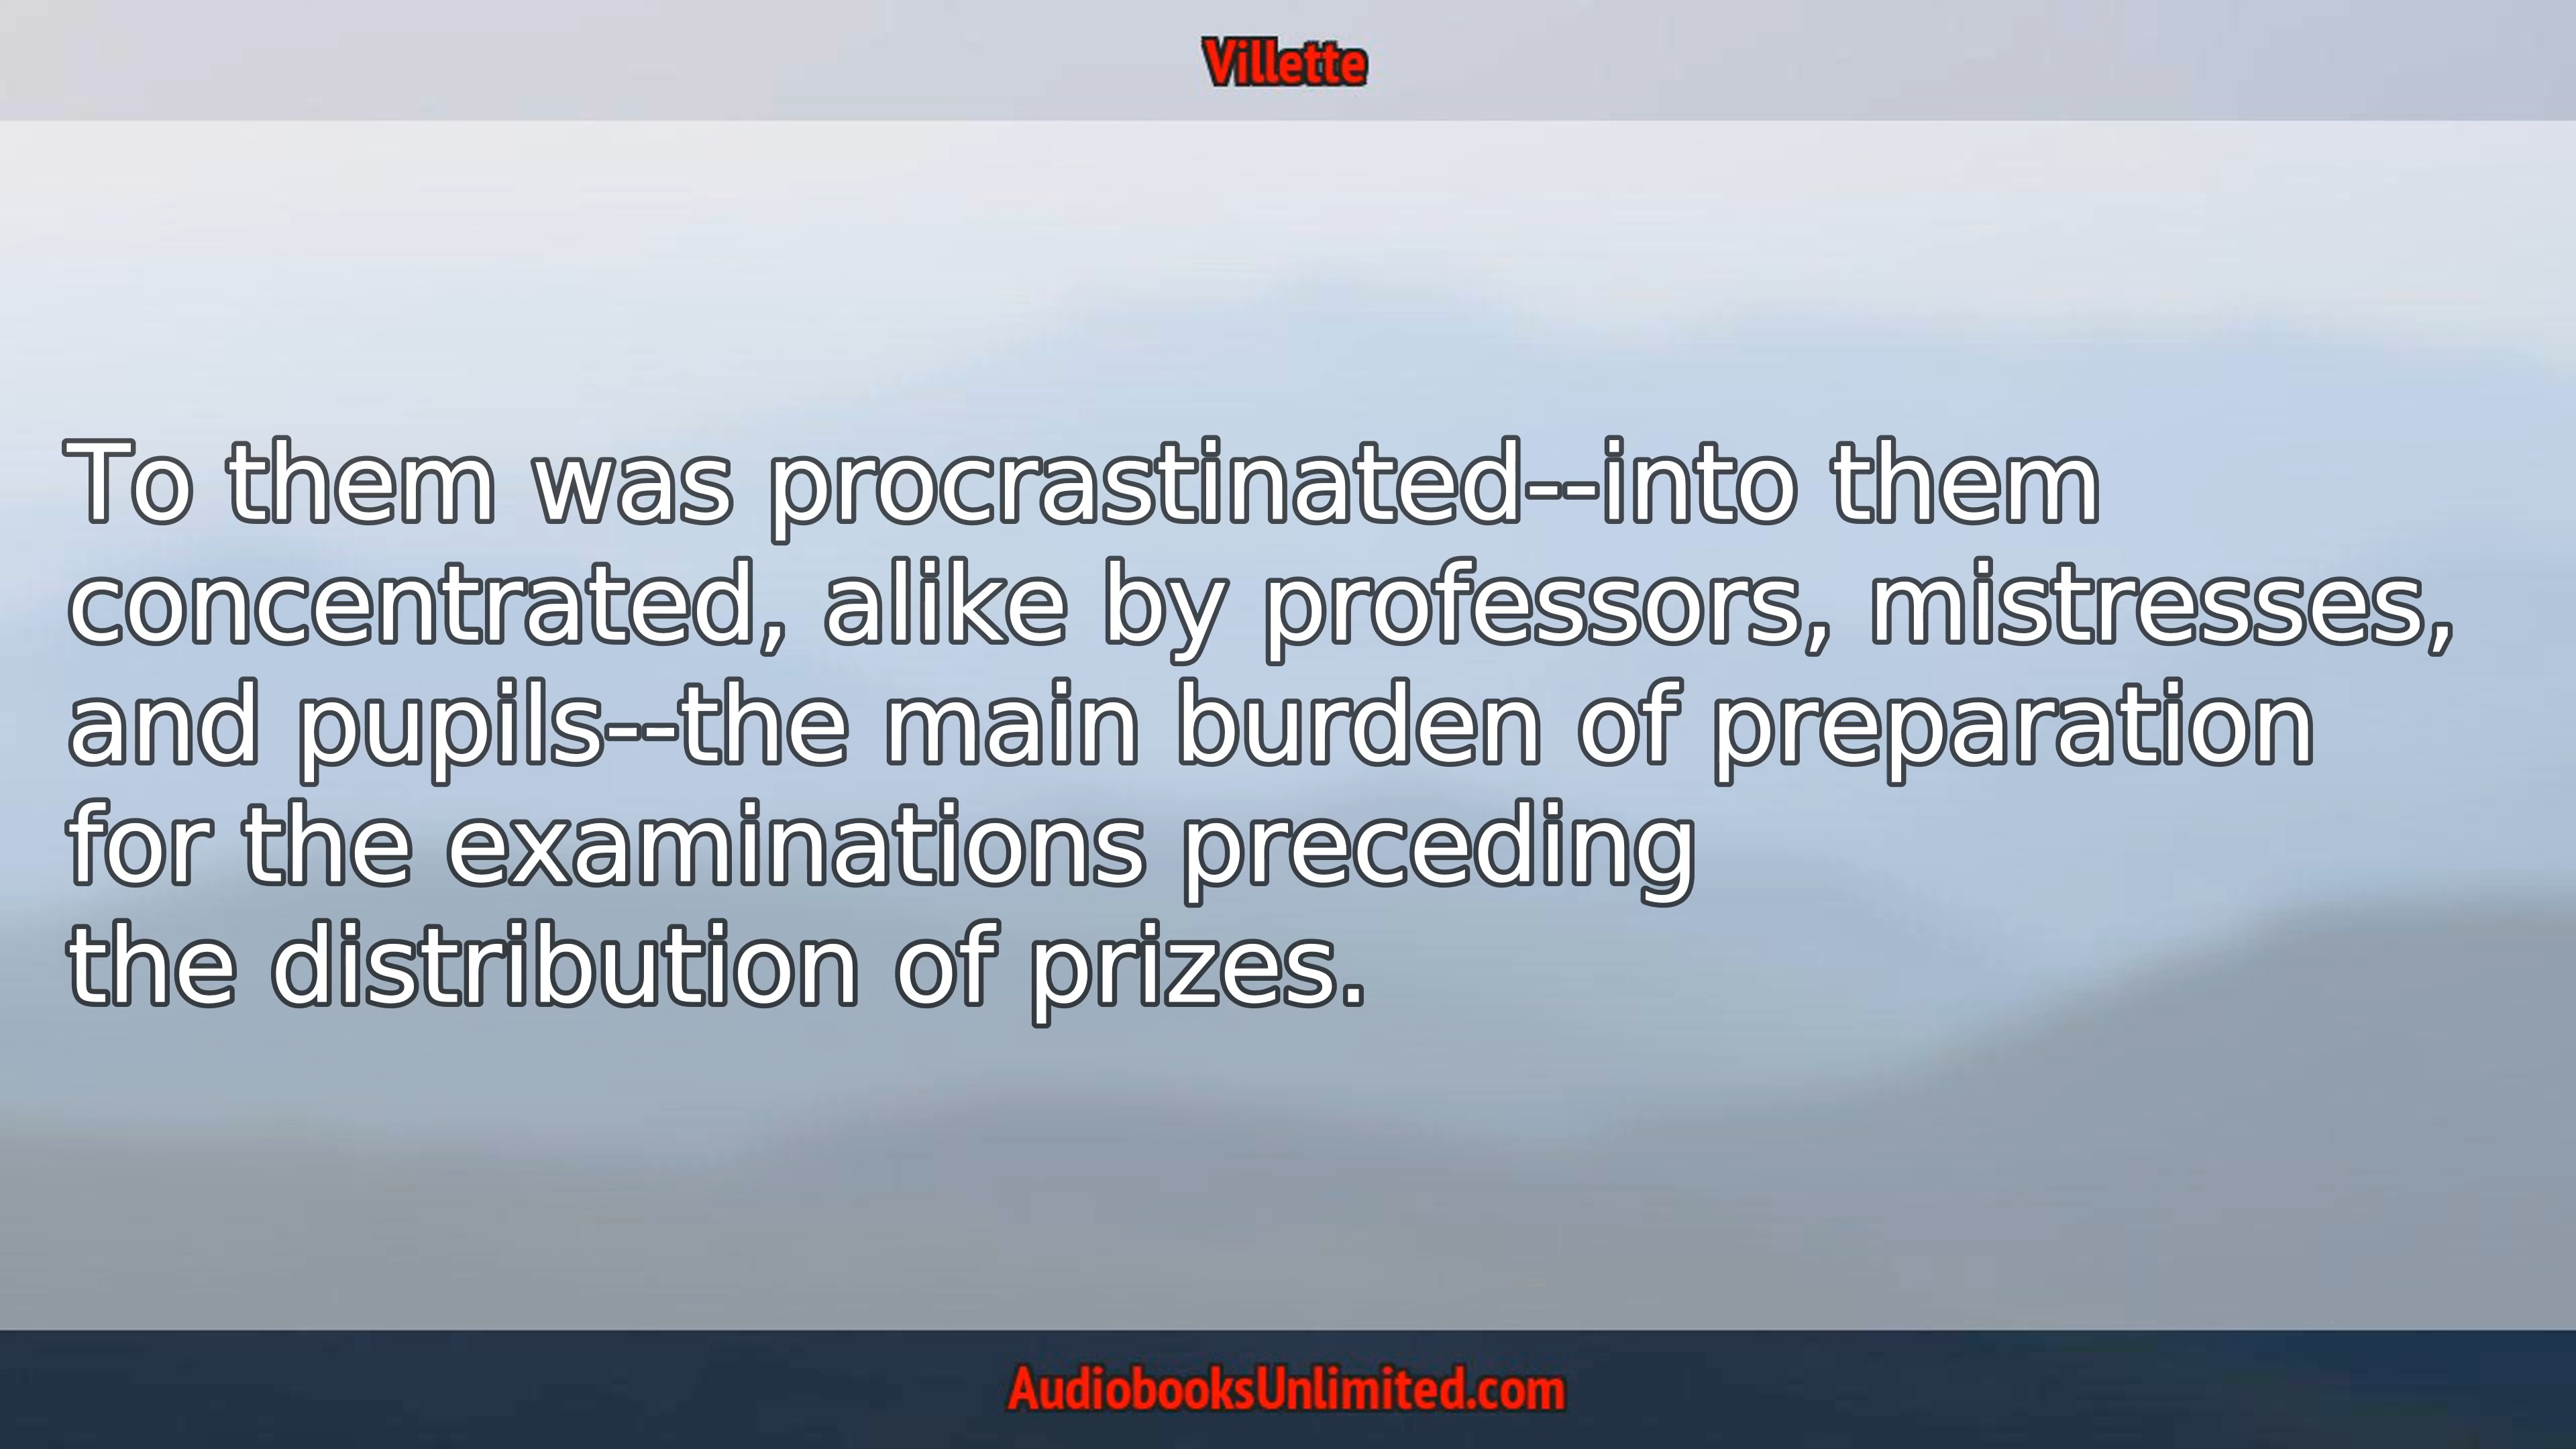 Villette
To them was procrastinated--into them
concentrated, alike by professors, mistresses,
and pupils--the main burden of preparation
for the examinations preceding
the distribution of prizes.
AudiobooksUnlimited.com